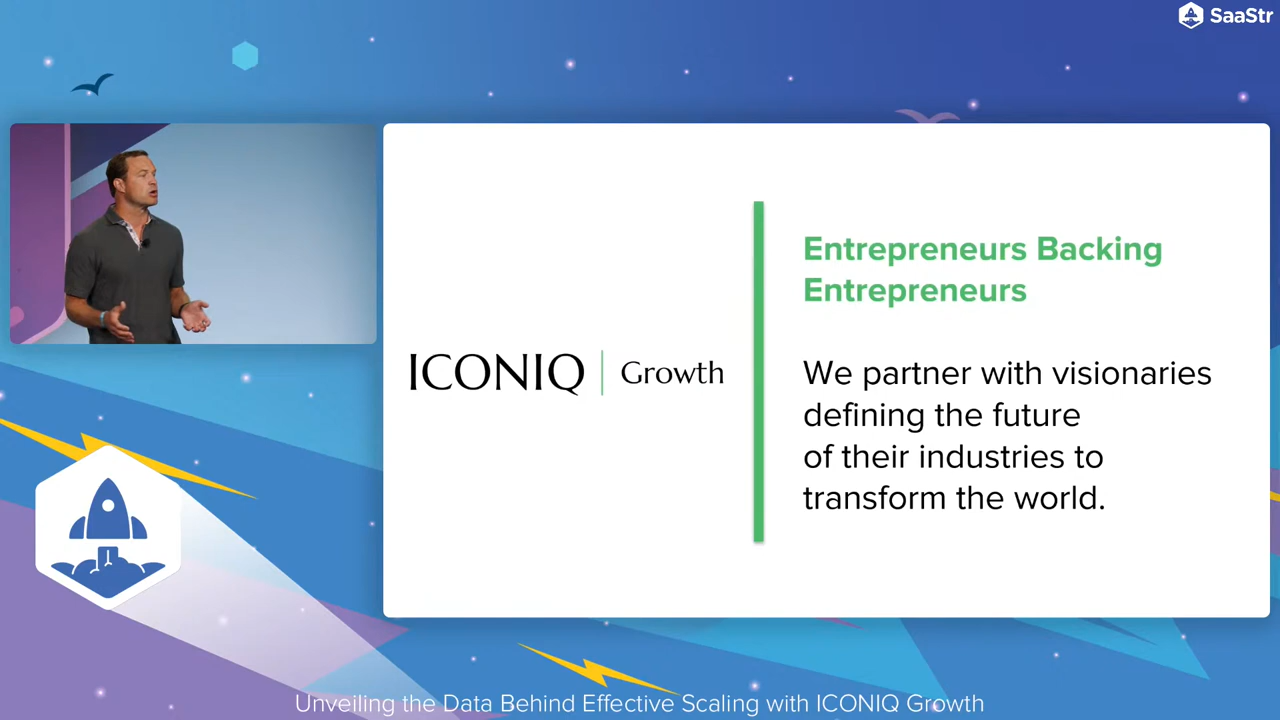 SaaStr
ICONIQ | Growth
Entrepreneurs Backing
Entrepreneurs
We partner with visionaries
defining the future
of their industries to
transform the world.
Unveiling the Data Behind Effective Scaling with ICONIQ Growth